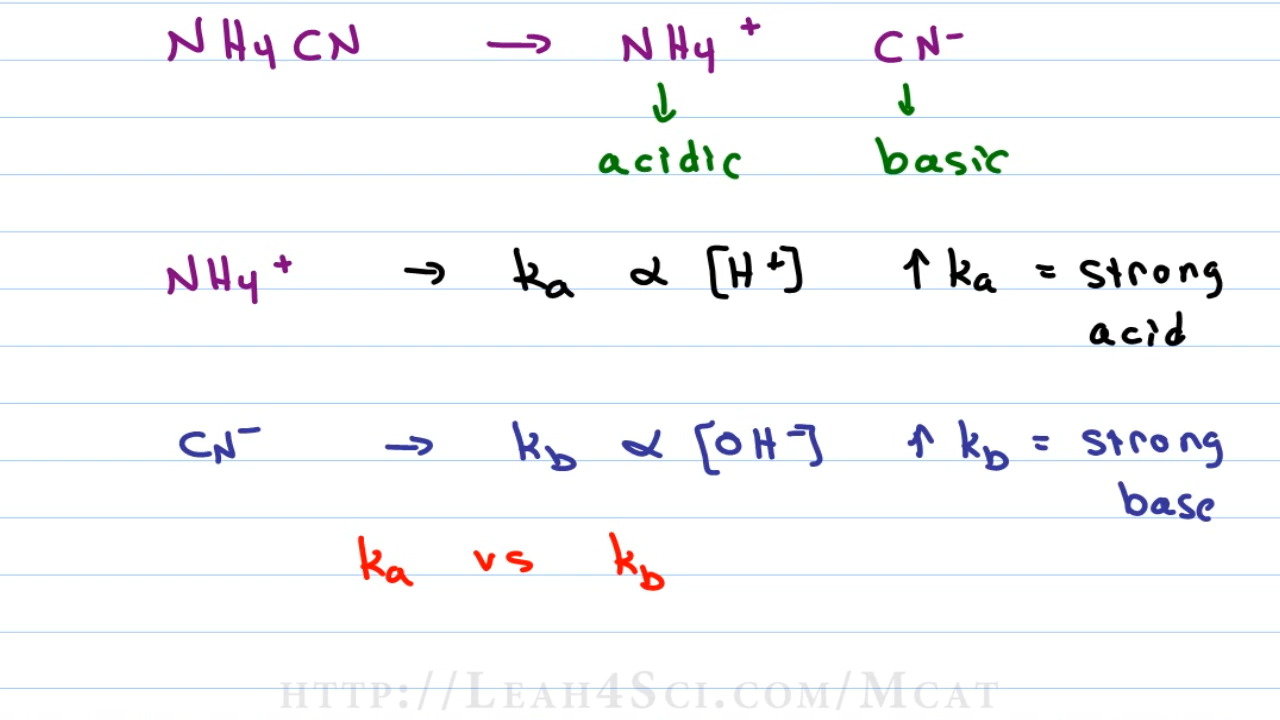 NH4CN → NH4+ CN-
↓ ↓
acidic basic
NH4+ → ka ∝ [H+] ↑ka = strong
acid
CN- → kb ∝ [OH-] ↑kb = strong
base
ka vs kb
http://Leah4Sci.com/Mcat